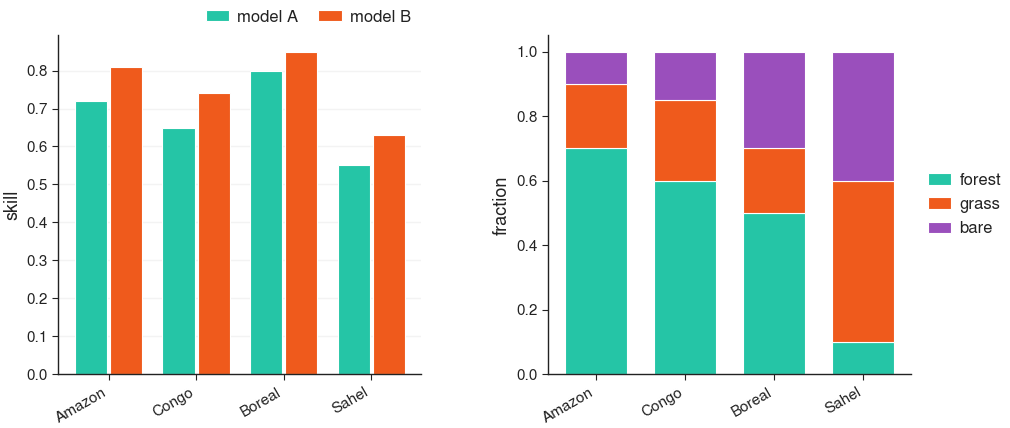 model A model B
skill
0.8
0.7
0.6
0.5
0.4
0.3
0.2
0.1
0.0
Amazon Congo Boreal Sahel
fraction
1.0
0.8
0.6
0.4
0.2
0.0
Amazon Congo Boreal Sahel
forest
grass
bare